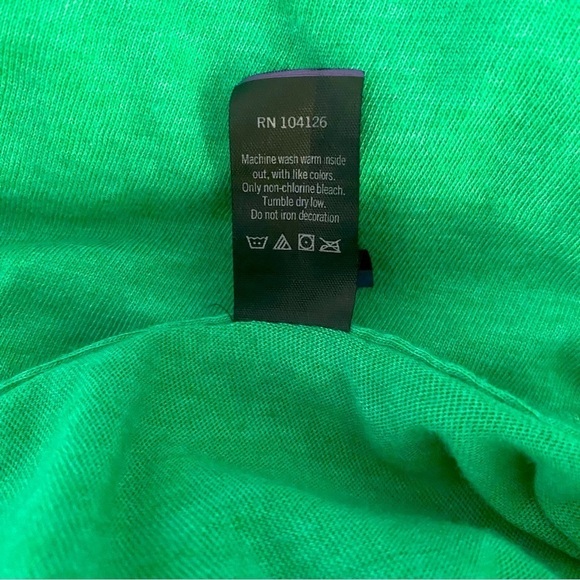 RN 104126
Machine wash warm inside
out, with like colors.
Only non-chlorine bleach.
Tumble dry low.
Do not iron decoration